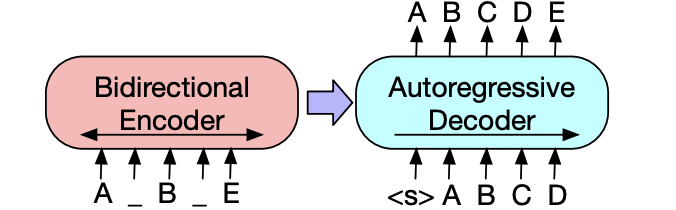 A B C D E
Bidirectional
Encoder
Autoregressive
Decoder
A _ B _ E
<s> A B C D